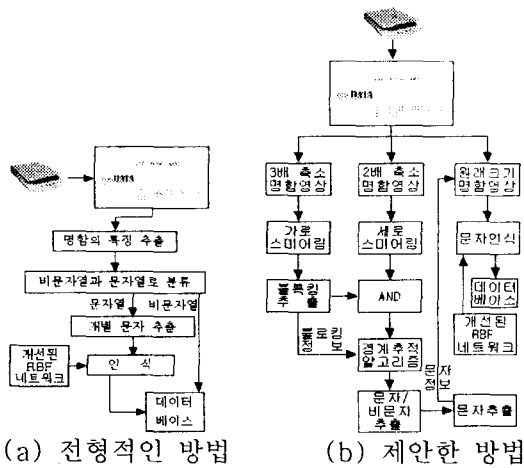 Data
명함의 특징 추출
비문자열과 문자열로 분류
문자열
비문자열
개별 문자 추출
개선된
RBF
네트워크
인 식
데이터
베이스
(a) 전형적인 방법
Data
3배 축소
명함영상
2배 축소
명함영상
원래크기
명함영상
가로
스미어링
세로
스미어링
문자인식
블록킹
추출
AND
데이터
베이스
블로킹
정보
경계추적
알고리즘
개선된
RBF
네트워크
문자
정보
문자/
비문자
추출
문자추출
(b) 제안한 방법